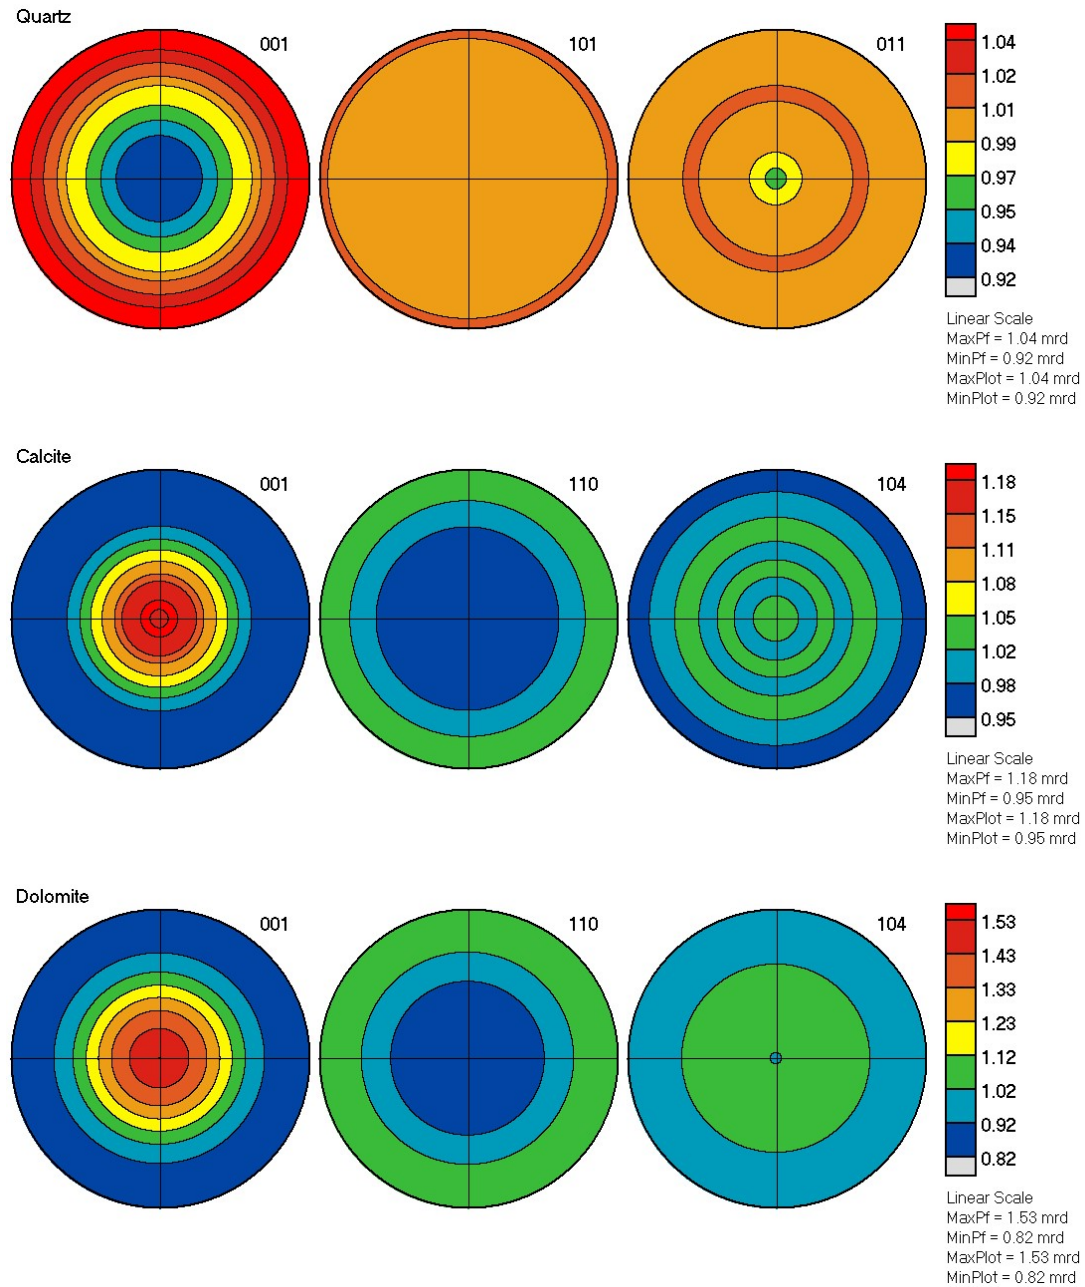 Quartz
001
101
011
1.04
1.02
1.01
0.99
0.97
0.95
0.94
0.92
Linear Scale
MaxPf = 1.04 mrd
MinPf = 0.92 mrd
MaxPlot = 1.04 mrd
MinPlot = 0.92 mrd
Calcite
001
110
104
1.18
1.15
1.11
1.08
1.05
1.02
0.98
0.95
Linear Scale
MaxPf = 1.18 mrd
MinPf = 0.95 mrd
MaxPlot = 1.18 mrd
MinPlot = 0.95 mrd
Dolomite
001
110
104
1.53
1.43
1.33
1.23
1.12
1.02
0.92
0.82
Linear Scale
MaxPf = 1.53 mrd
MinPf = 0.82 mrd
MaxPlot = 1.53 mrd
MinPlot = 0.82 mrd